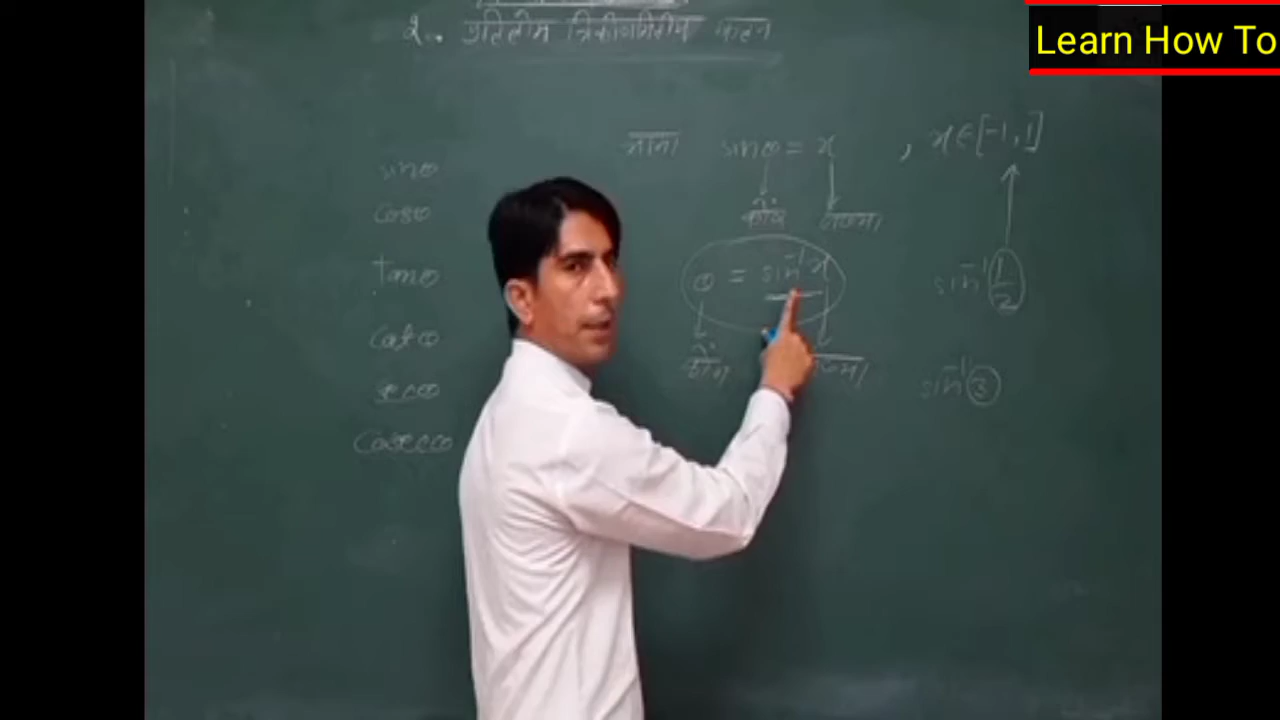 Learn How To
2. प्रतिलोम त्रिकोणमितीय फलन
माना sinθ = x , x∈[-1,1]
sinθ
कोण
cosθ
θ = sin⁻¹x
tanθ
sin⁻¹(1/2)
कोण
cotθ
sin⁻¹(3)
secθ
cosecθ